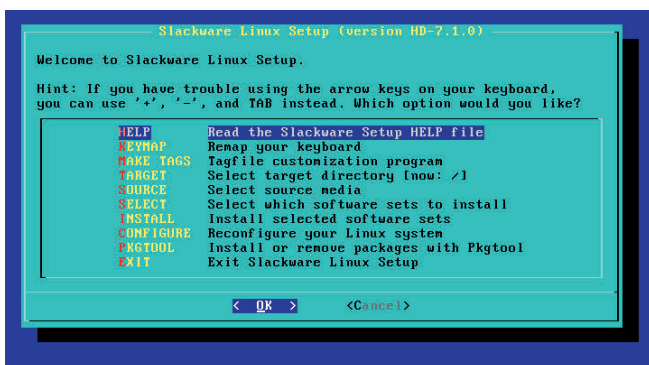 Slackware Linux Setup (version HD-7.1.0)
Welcome to Slackware Linux Setup.
Hint: If you have trouble using the arrow keys on your keyboard,
you can use '+', '-', and TAB instead. Which option would you like?
HELP Read the Slackware Setup HELP file
KEYMAP Remap your keyboard
MAKE TAGS Tagfile customization program
TARGET Select target directory [now: /]
SOURCE Select source media
SELECT Select which software sets to install
INSTALL Install selected software sets
CONFIGURE Reconfigure your Linux system
PKGTOOL Install or remove packages with Pkgtool
EXIT Exit Slackware Linux Setup
< OK > <Cancel>